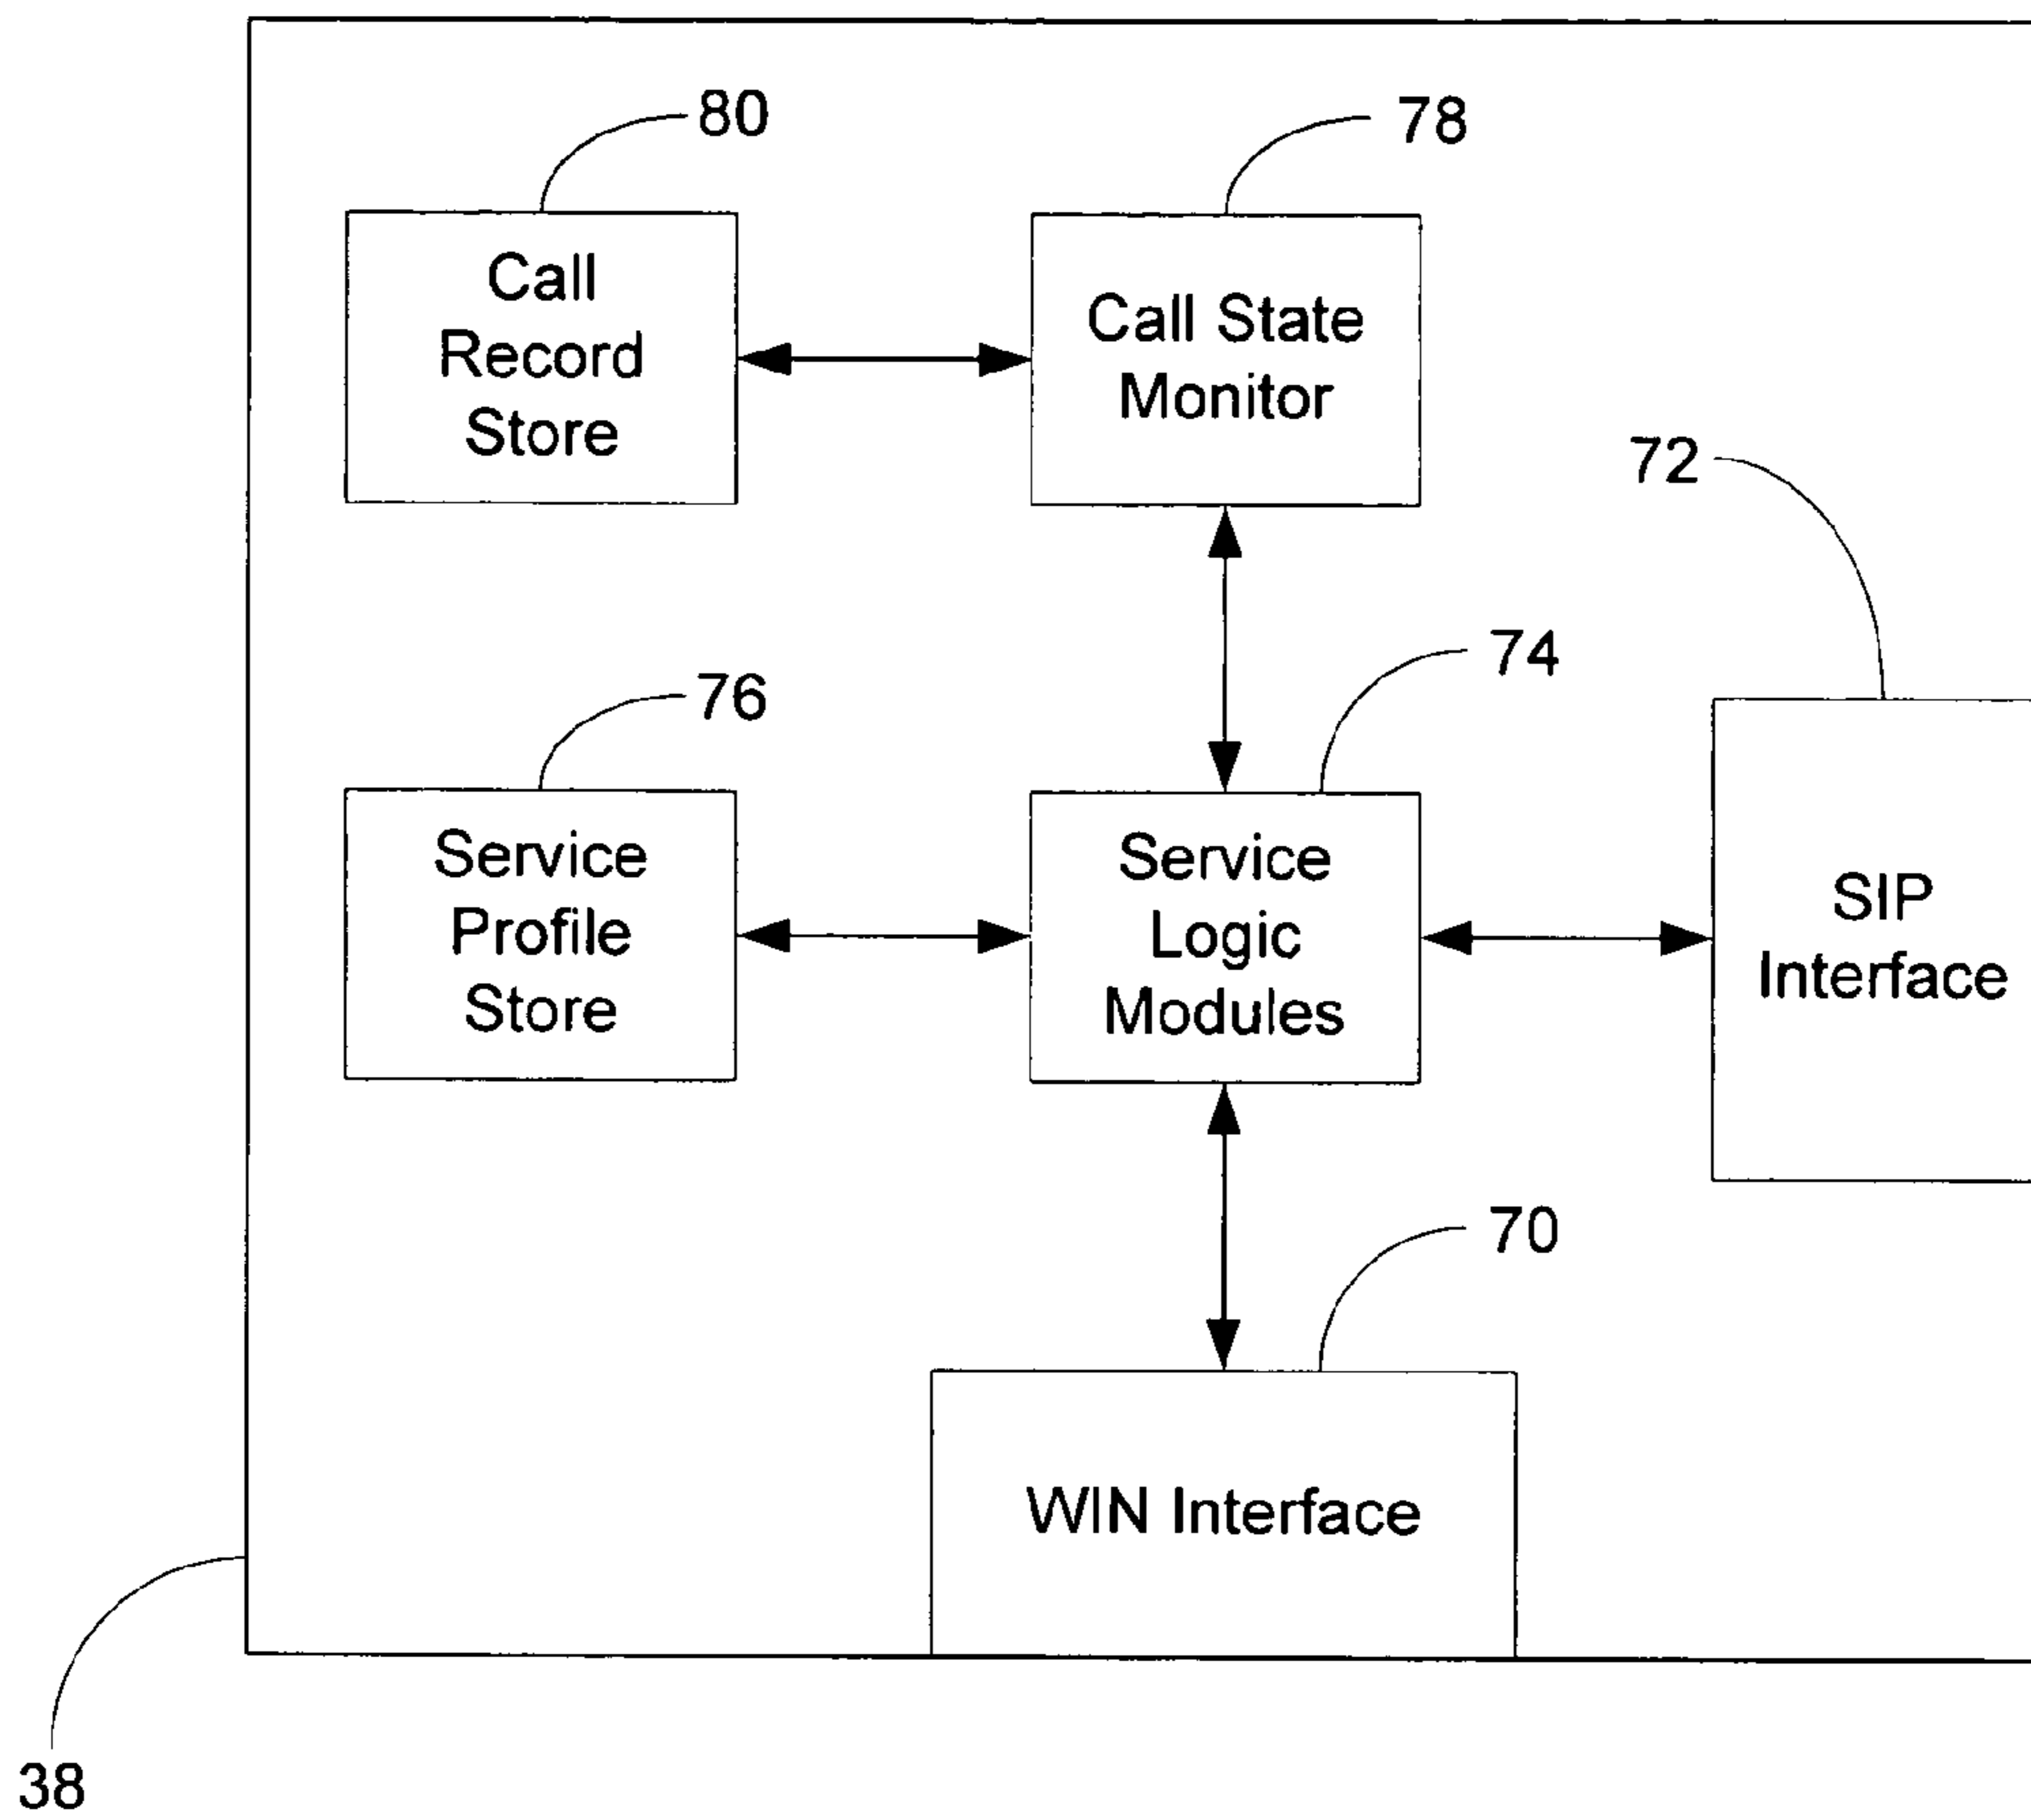 80
78
Call
Record
Store
Call State
Monitor
72
76
74
Service
Profile
Store
Service
Logic
Modules
SIP
Interface
70
WIN Interface
38